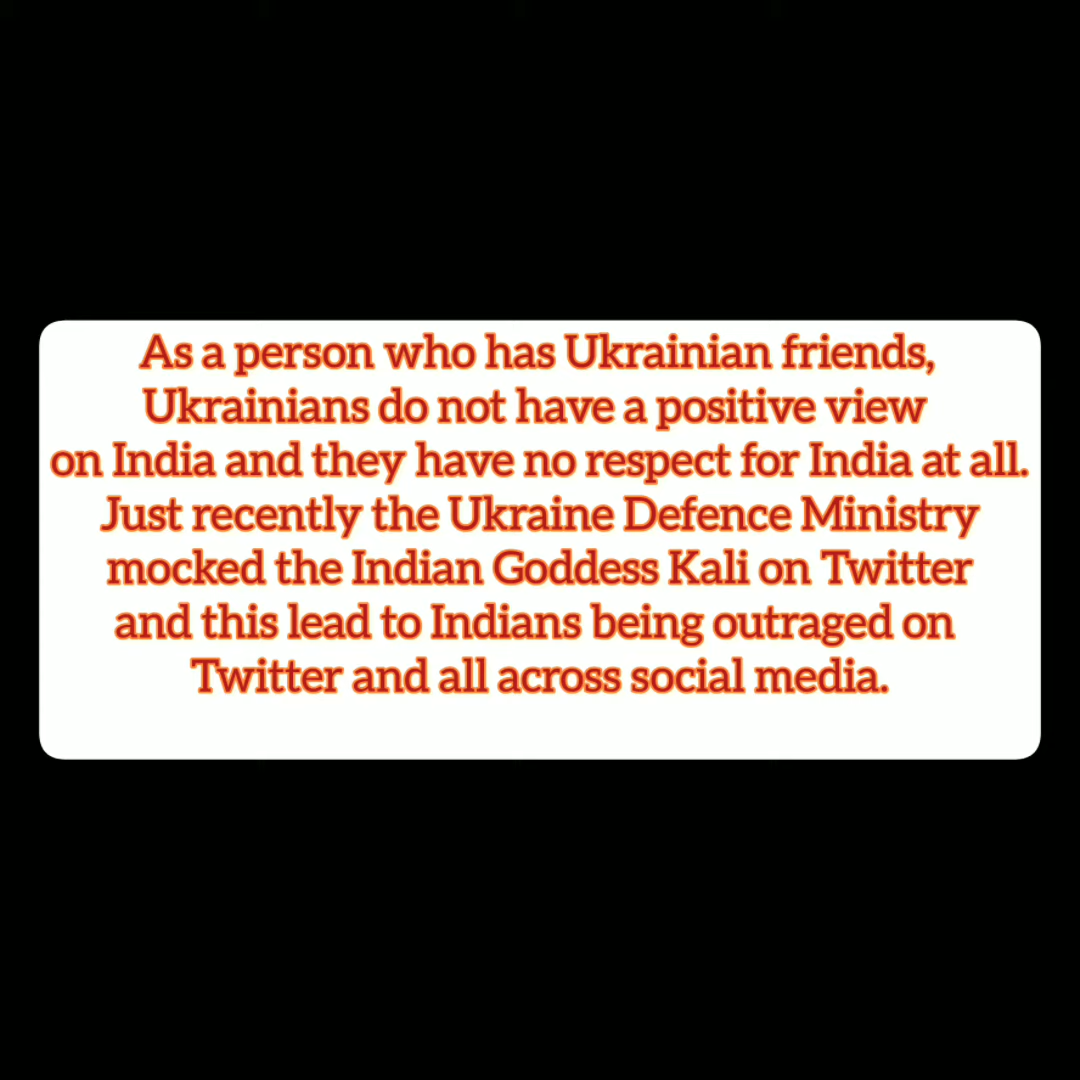 As a person who has Ukrainian friends,
Ukrainians do not have a positive view
on India and they have no respect for India at all.
Just recently the Ukraine Defence Ministry
mocked the Indian Goddess Kali on Twitter
and this lead to Indians being outraged on
Twitter and all across social media.